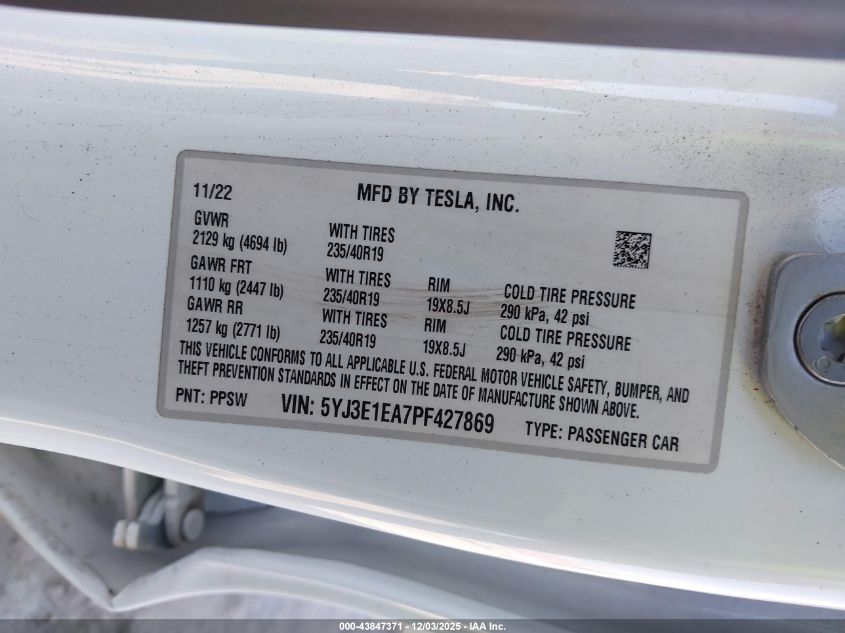 11/22 MFD BY TESLA, INC.
GVWR
2129 kg (4694 lb) WITH TIRES 235/40R19
GAWR FRT
1110 kg (2447 lb) WITH TIRES 235/40R19 RIM 19X8.5J COLD TIRE PRESSURE 290 kPa, 42 psi
GAWR RR
1257 kg (2771 lb) WITH TIRES 235/40R19 RIM 19X8.5J COLD TIRE PRESSURE 290 kPa, 42 psi
THIS VEHICLE CONFORMS TO ALL APPLICABLE U.S. FEDERAL MOTOR VEHICLE SAFETY, BUMPER, AND
THEFT PREVENTION STANDARDS IN EFFECT ON THE DATE OF MANUFACTURE SHOWN ABOVE.
PNT: PPSW VIN: 5YJ3E1EA7PF427869 TYPE: PASSENGER CAR
000-43847371 - 12/03/2025 - IAA Inc.